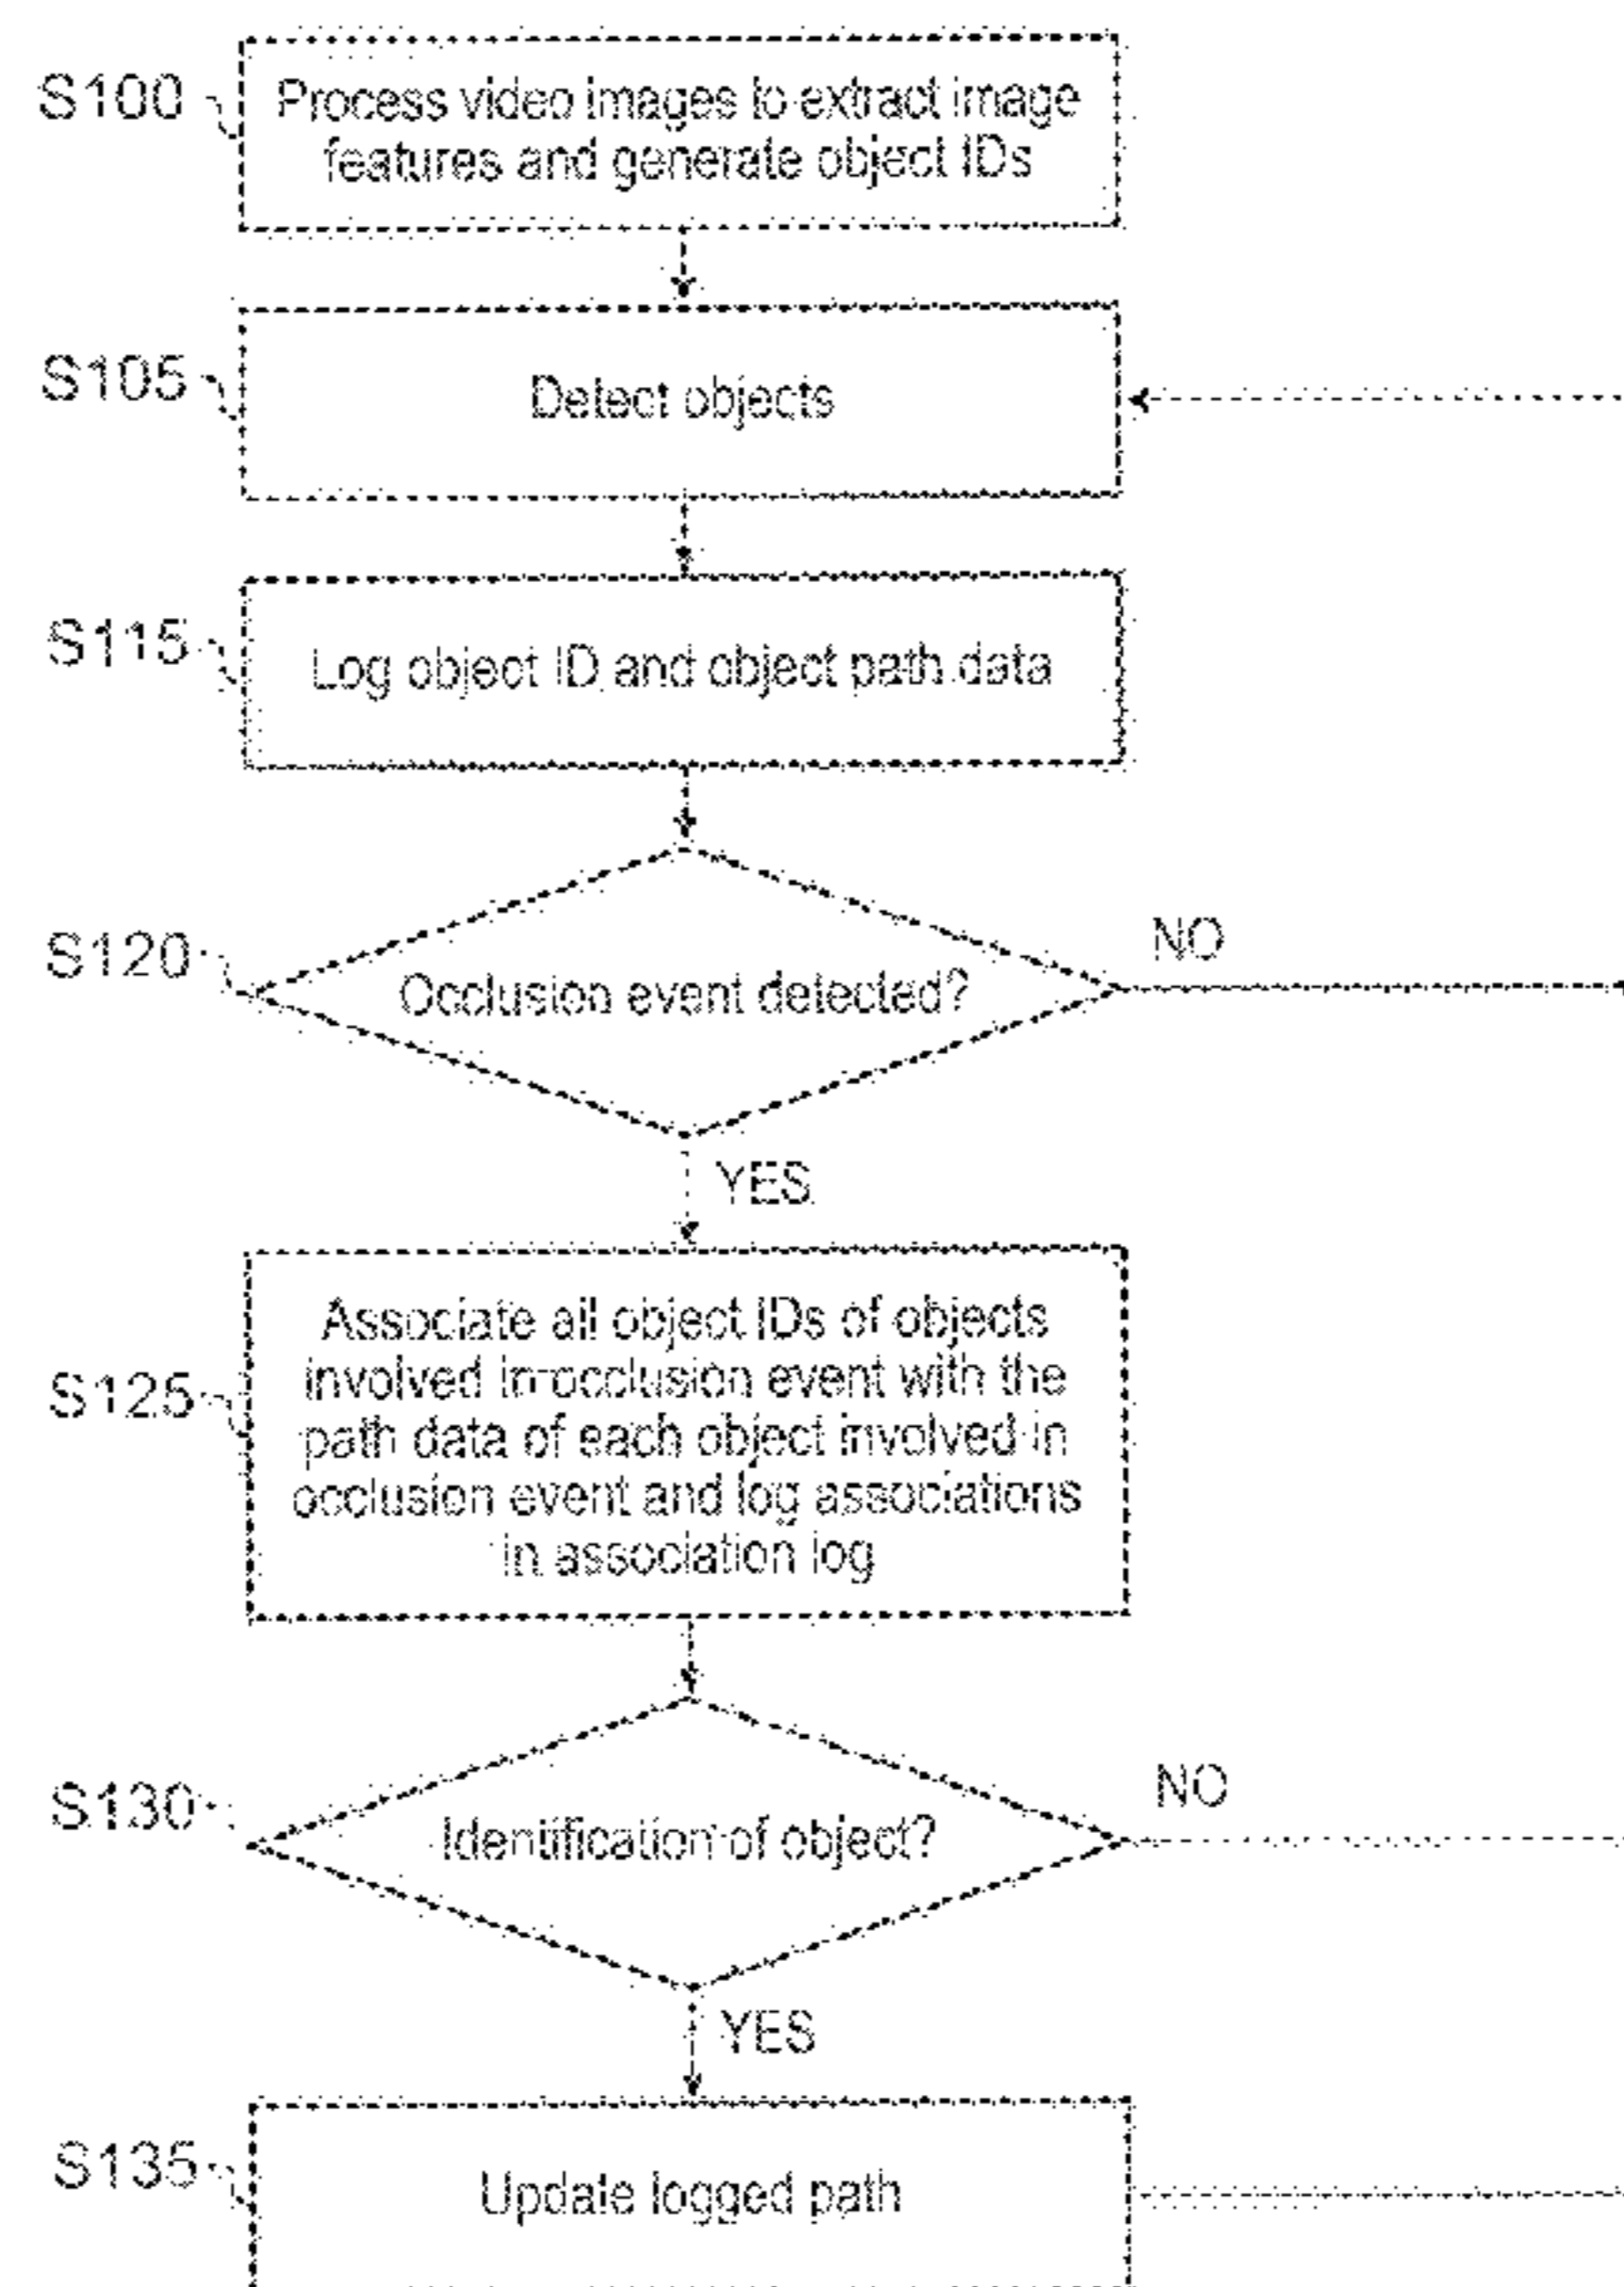 S100
Process video images to extract image
features and generate object IDs
S105
Detect objects
S115
Log object ID and object path data
S120
Occlusion event detected?
NO
YES
S125
Associate all object IDs of objects
involved in occlusion event with the
path data of each object involved in
occlusion event and log associations
in association log
S130
Identification of object?
NO
YES
S135
Update logged path